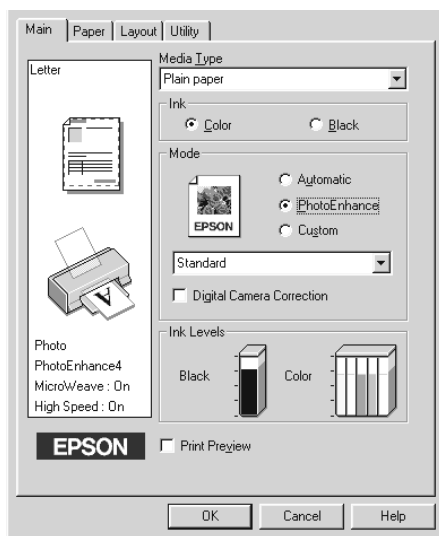 Main Paper Layout Utility
Letter
Media Type
Plain paper
Ink
Color Black
Mode
EPSON
Automatic
PhotoEnhance
Custom
Standard
Digital Camera Correction
A
Photo
PhotoEnhance4
MicroWeave : On
High Speed : On
Ink Levels
Black Color
EPSON
Print Preview
OK Cancel Help